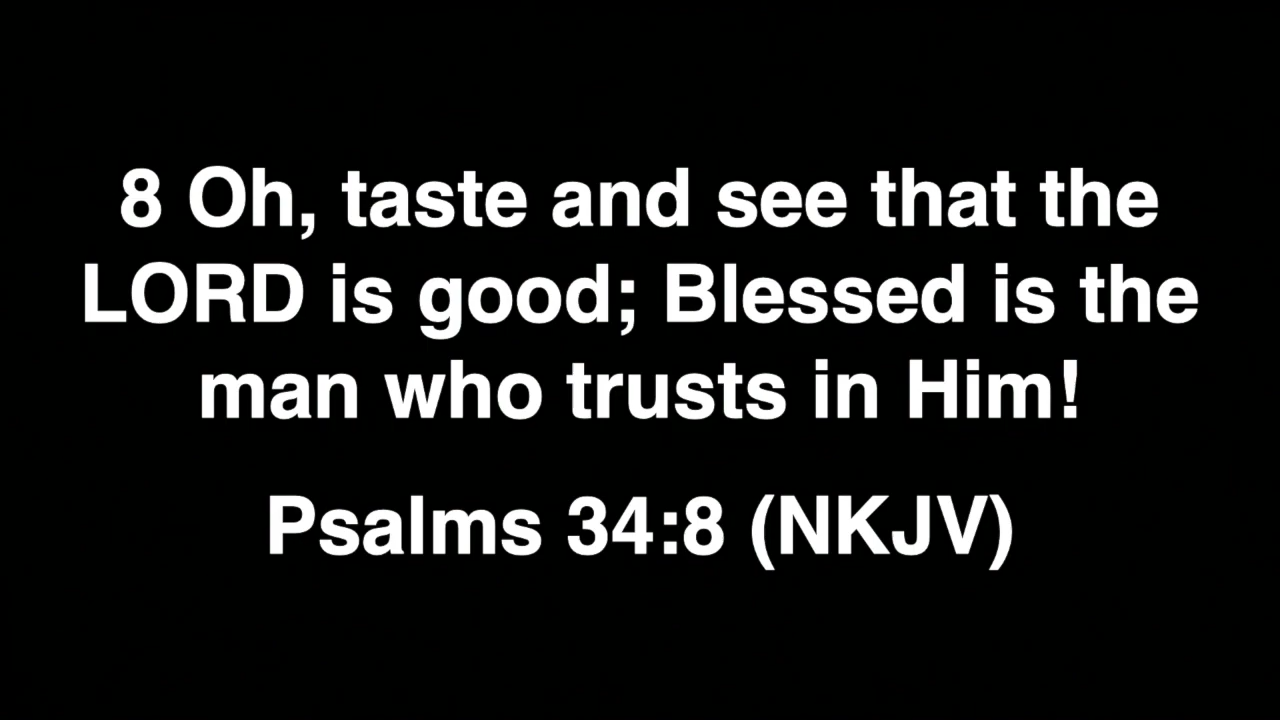 8 Oh, taste and see that the
LORD is good; Blessed is the
man who trusts in Him!
Psalms 34:8 (NKJV)